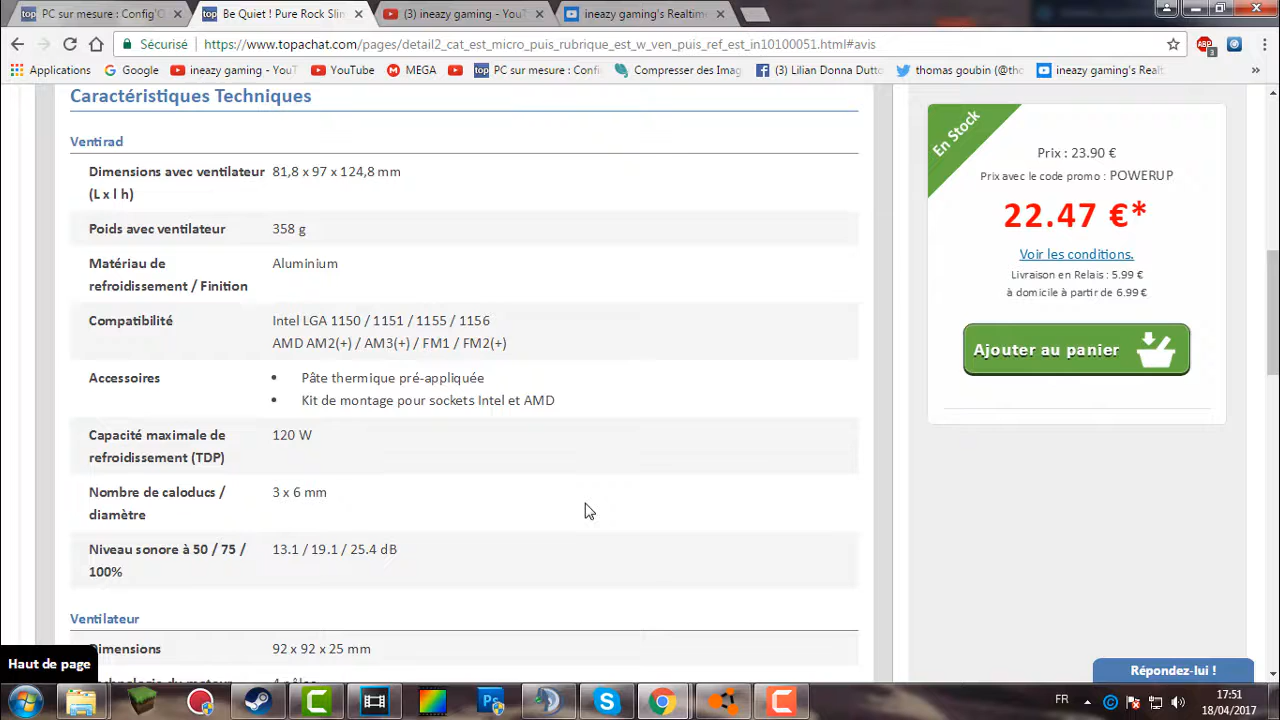 PC sur mesure : Config'O
Be Quiet ! Pure Rock Slim
(3) ineazy gaming - YouT
ineazy gaming's Realtime
Sécurisé
https://www.topachat.com/pages/detail2_cat_est_micro_puis_rubrique_est_w_ven_puis_ref_est_in10100051.html#avis
Applications
Google
ineazy gaming - YouT
YouTube
MEGA
PC sur mesure : Config
Compresser des imag
(3) Lilian Donna Dutto
thomas goubin (@tho
ineazy gaming's Realt
Caractéristiques Techniques
Ventirad
Dimensions avec ventilateur (L x l h)
81,8 x 97 x 124,8 mm
Poids avec ventilateur
358 g
Matériau de refroidissement / Finition
Aluminium
Compatibilité
Intel LGA 1150 / 1151 / 1155 / 1156
AMD AM2(+) / AM3(+) / FM1 / FM2(+)
Accessoires
• Pâte thermique pré-appliquée
• Kit de montage pour sockets Intel et AMD
Capacité maximale de refroidissement (TDP)
120 W
Nombre de caloducs / diamètre
3 x 6 mm
Niveau sonore à 50 / 75 / 100%
13.1 / 19.1 / 25.4 dB
Ventilateur
Dimensions
92 x 92 x 25 mm
En Stock
Prix : 23.90 €
Prix avec le code promo : POWERUP
22.47 €*
Voir les conditions.
Livraison en Relais : 5.99 €
à domicile à partir de 6.99 €
Ajouter au panier
Haut de page
Répondez-lui !
FR
17:51
18/04/2017